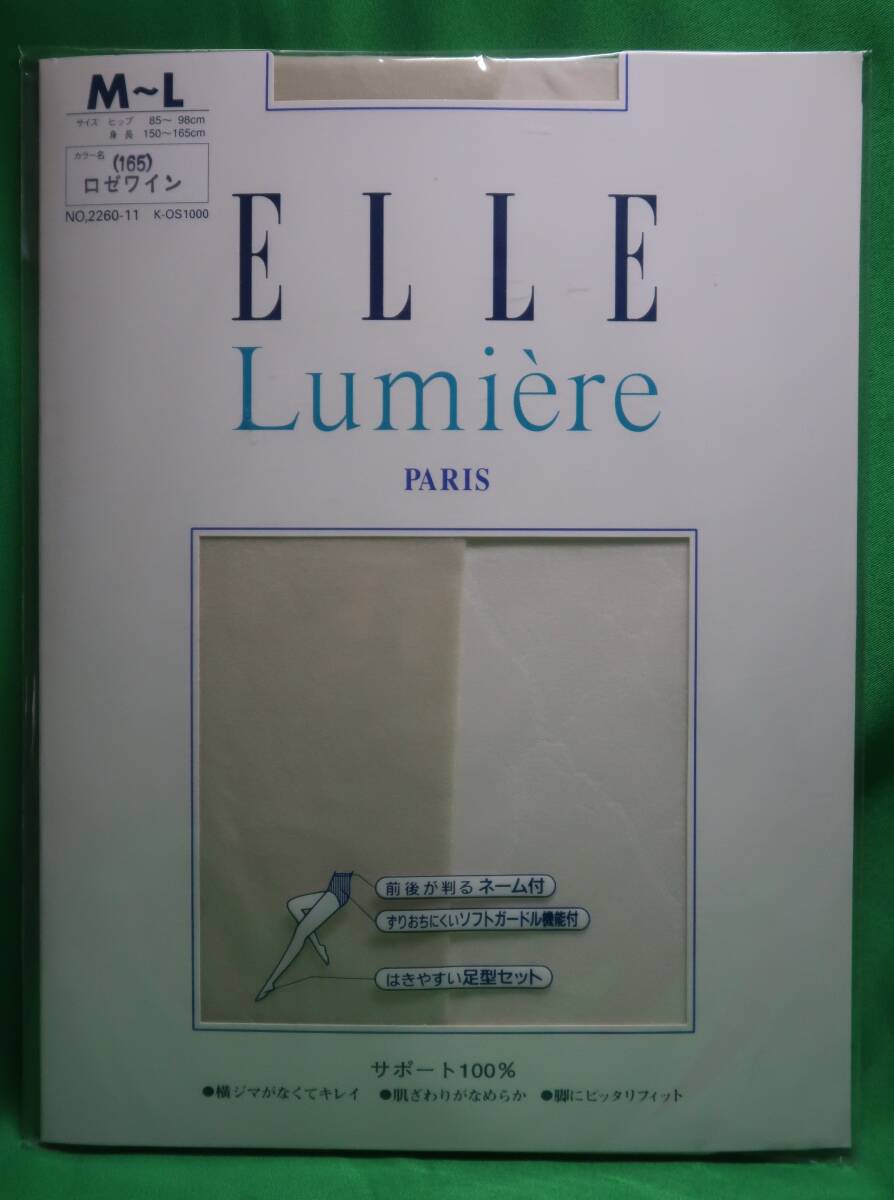 M~L
サイズ ヒップ 85~ 98cm
身長 150~165cm
カラー名
(165)
ロゼワイン
NO,2260-11 K-OS1000
ELLE
Lumière
PARIS
前後が判るネーム付
ずりおちにくいソフトガードル機能付
はきやすい足型セット
サポート100%
●横ジマがなくてキレイ ●肌ざわりがなめらか ●脚にピッタリフィット